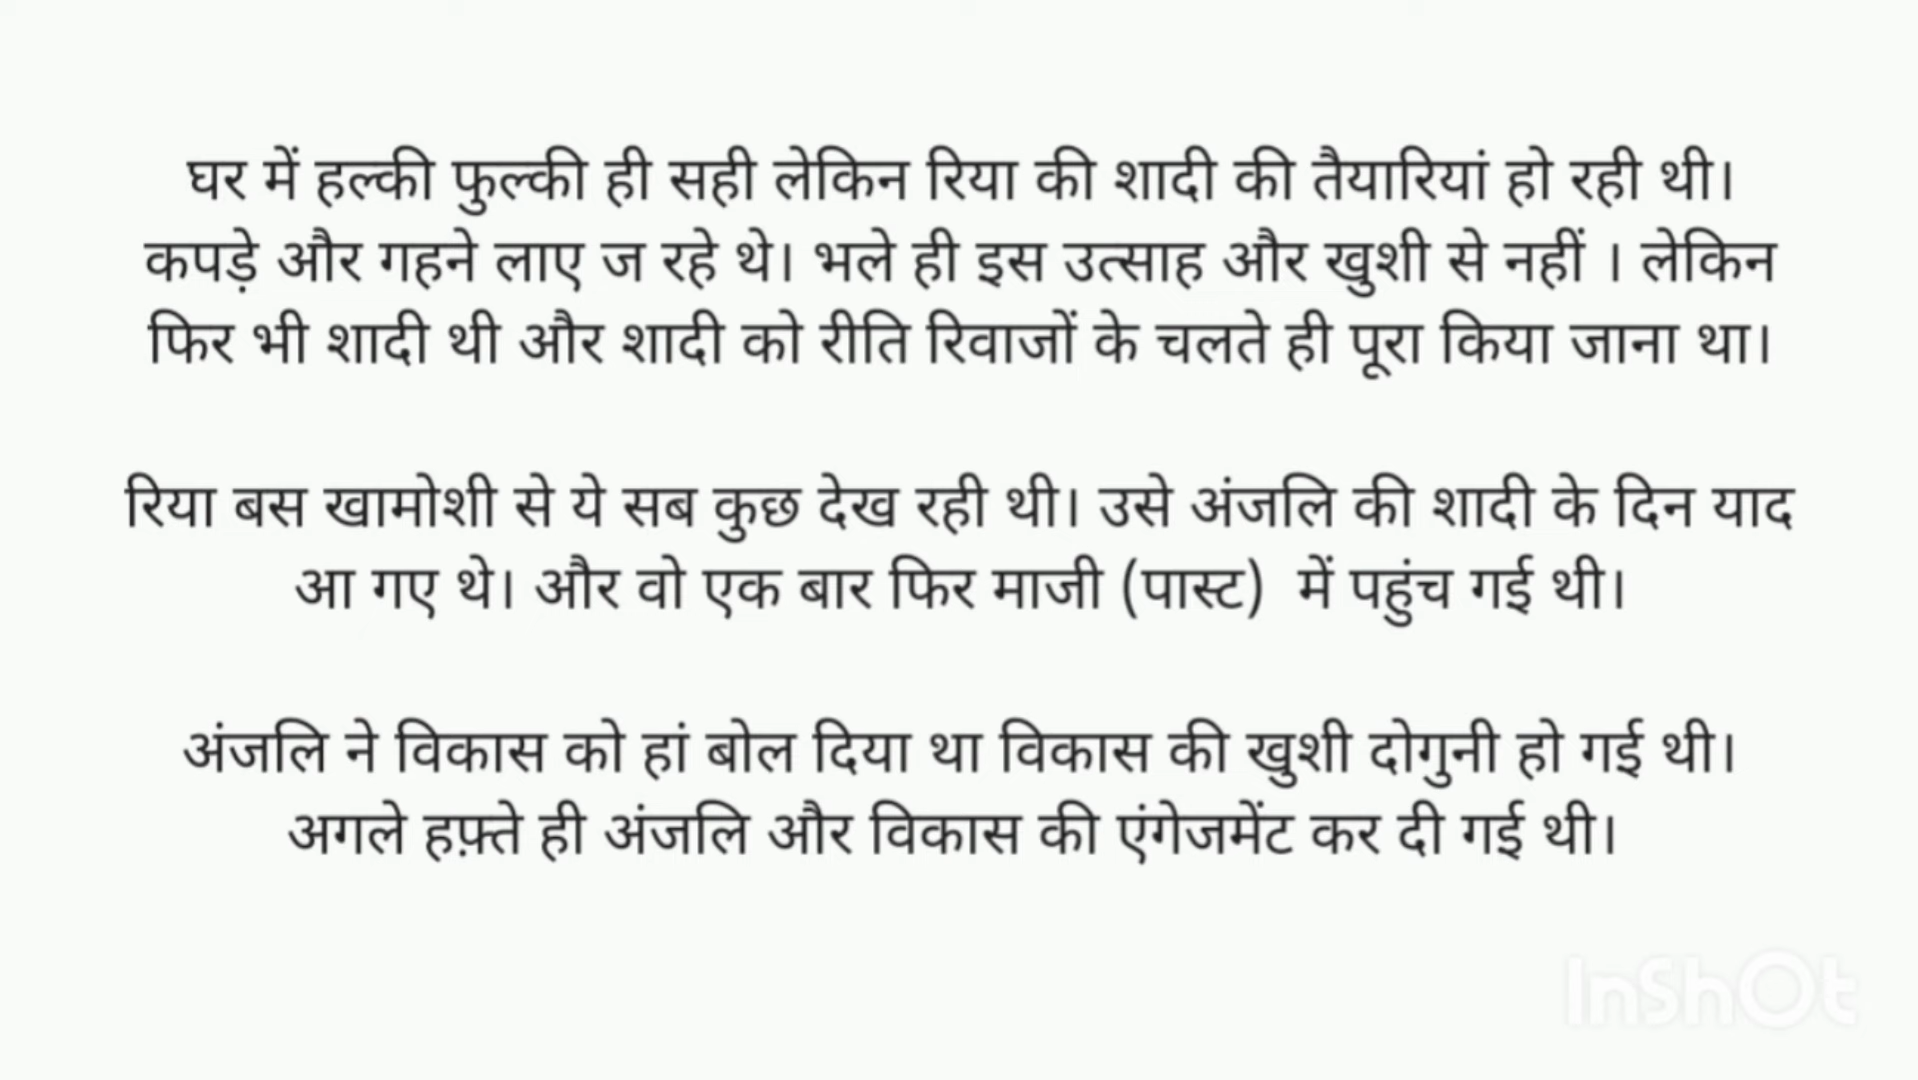 घर में हल्की फुल्की ही सही लेकिन रिया की शादी की तैयारियां हो रही थी।
कपड़े और गहने लाए ज रहे थे। भले ही इस उत्साह और खुशी से नहीं । लेकिन
फिर भी शादी थी और शादी को रीति रिवाजों के चलते ही पूरा किया जाना था।
रिया बस खामोशी से ये सब कुछ देख रही थी। उसे अंजलि की शादी के दिन याद
आ गए थे। और वो एक बार फिर माजी (पास्ट) में पहुंच गई थी।
अंजलि ने विकास को हां बोल दिया था विकास की खुशी दोगुनी हो गई थी।
अगले हफ़्ते ही अंजलि और विकास की एंगेजमेंट कर दी गई थी।
InShOt